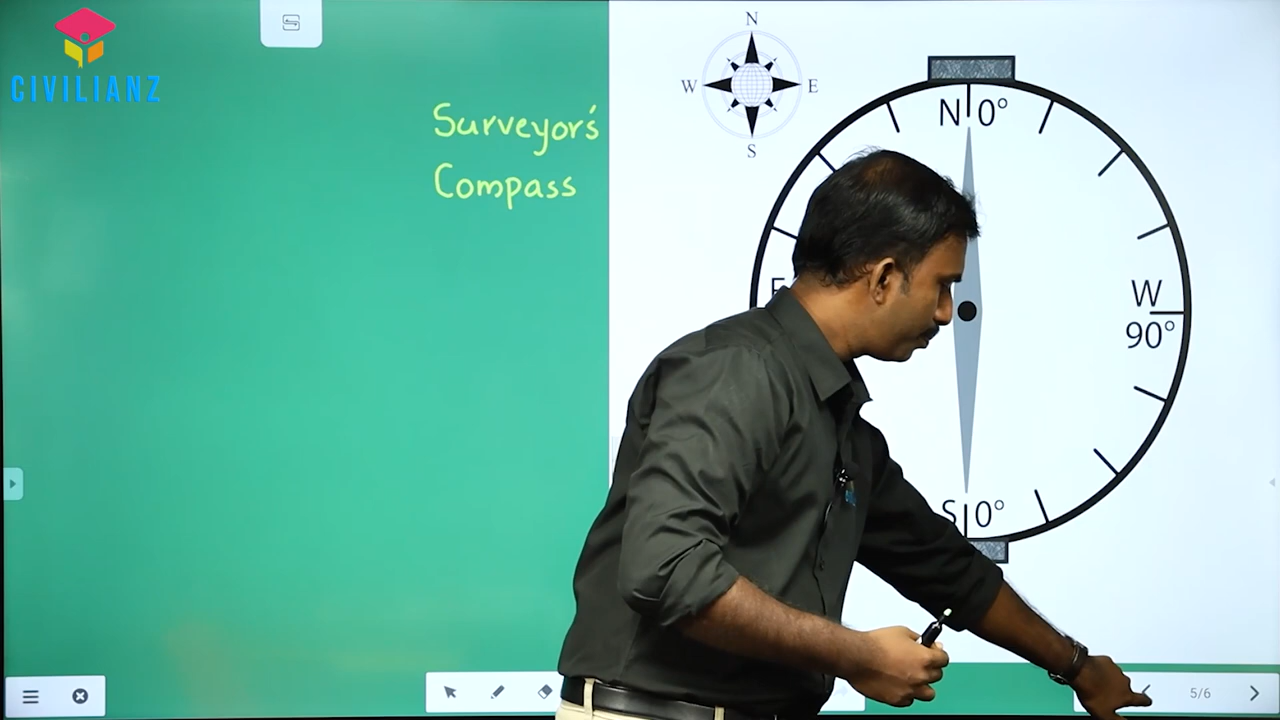 CIVILIANZ
Surveyor's
Compass
N
W
E
S
N 0°
W
90°
S 0°
5/6